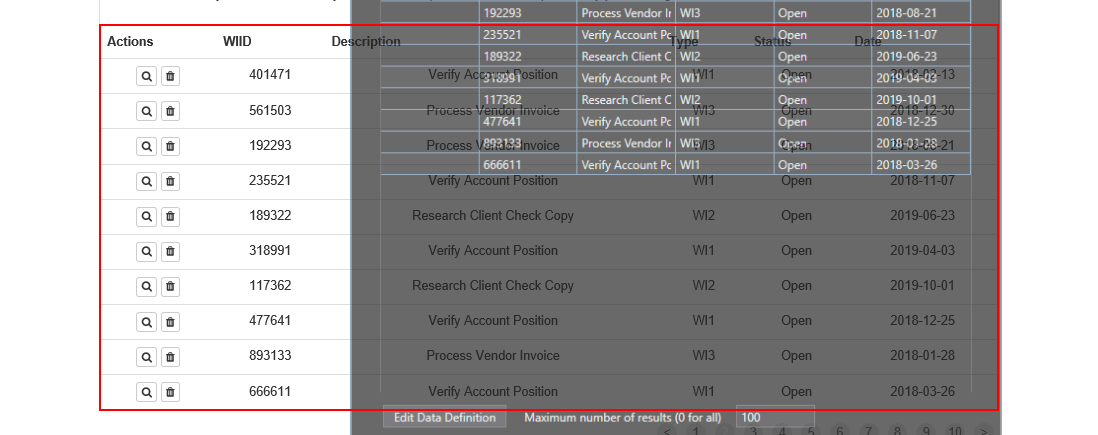 192293 Process Vendor Ir WI3 Open 2018-08-21
Actions WIID Description Type Status Date
235521 Verify Account Pc WI1 Open 2018-11-07
189322 Research Client C WI2 Open 2019-06-23
401471 Verify Account Position WI1 Open 2018-03-13
318991 Verify Account Pc WI1 Open 2019-04-03
117362 Research Client C WI2 Open 2019-10-01
561503 Process Vendor Invoice WI3 Open 2018-12-30
477641 Verify Account Pc WI1 Open 2018-12-25
893133 Process Vendor Ir WI3 Open 2018-01-28
192293 Process Vendor Invoice WI3 Open 2018-08-21
666611 Verify Account Pc WI1 Open 2018-03-26
235521 Verify Account Position WI1 Open 2018-11-07
189322 Research Client Check Copy WI2 Open 2019-06-23
318991 Verify Account Position WI1 Open 2019-04-03
117362 Research Client Check Copy WI2 Open 2019-10-01
477641 Verify Account Position WI1 Open 2018-12-25
893133 Process Vendor Invoice WI3 Open 2018-01-28
666611 Verify Account Position WI1 Open 2018-03-26
Edit Data Definition Maximum number of results (0 for all) 100
< 1 3 4 5 6 7 8 9 10 >